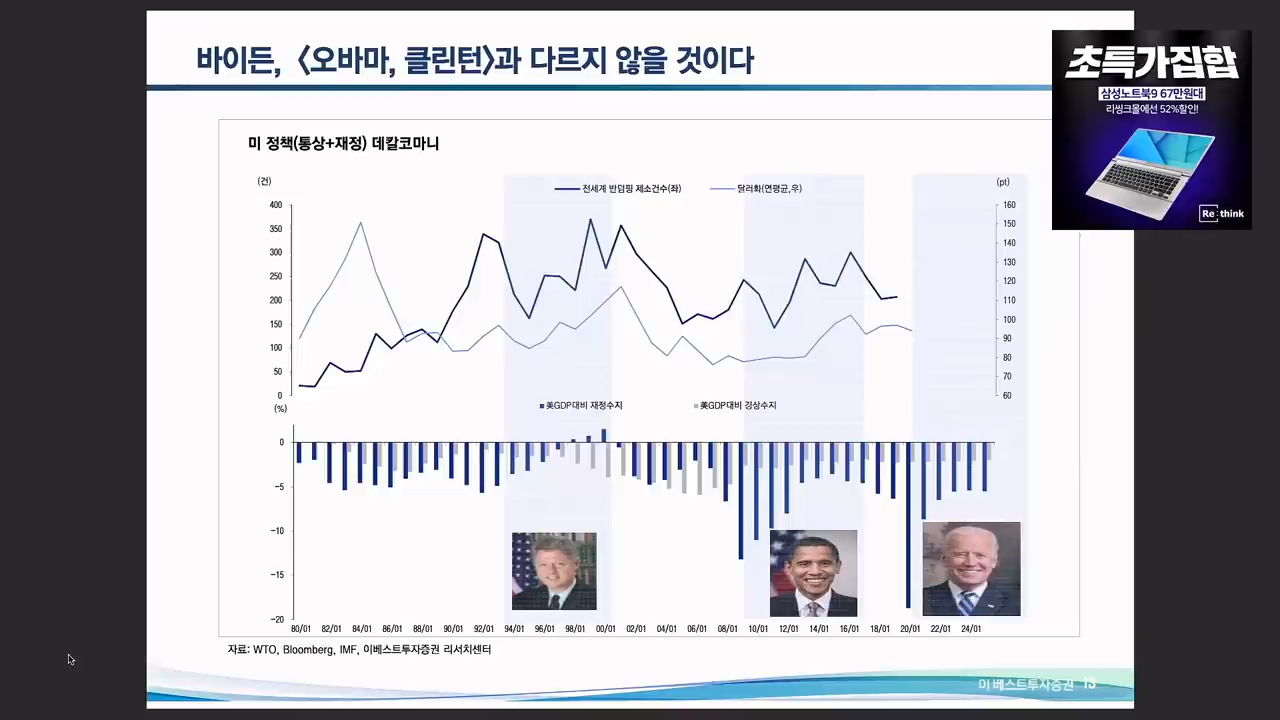 바이든, <오바마, 클린턴>과 다르지 않을 것이다
초특가집합
삼성노트북9 67만원대
리씽크몰에선 52%할인!
Re:think
미 정책(통상+재정) 데칼코마니
(건)
(pt)
전세계 반덤핑 제소건수(좌)
달러화(연평균,우)
400
350
300
250
200
150
100
50
0
160
150
140
130
120
110
100
90
80
70
60
(%)
美GDP대비 재정수지
美GDP대비 경상수지
0
-5
-10
-15
-20
80/01 82/01 84/01 86/01 88/01 90/01 92/01 94/01 96/01 98/01 00/01 02/01 04/01 06/01 08/01 10/01 12/01 14/01 16/01 18/01 20/01 22/01 24/01
자료: WTO, Bloomberg, IMF, 이베스트투자증권 리서치센터
이베스트투자증권 13